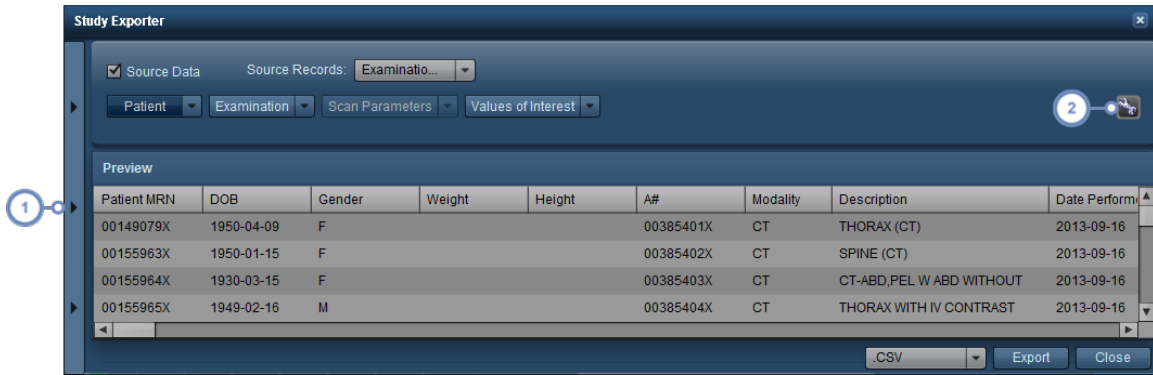 Study Exporter
Source Data Source Records: Examinatio...
Patient Examination Scan Parameters Values of Interest
2
Preview
1
Patient MRN DOB Gender Weight Height A# Modality Description Date Perform
00149079X 1950-04-09 F 00385401X CT THORAX (CT) 2013-09-16
00155963X 1950-01-15 F 00385402X CT SPINE (CT) 2013-09-16
00155964X 1930-03-15 F 00385403X CT CT-ABD,PEL W ABD WITHOUT 2013-09-16
00155965X 1949-02-16 M 00385404X CT THORAX WITH IV CONTRAST 2013-09-16
.CSV Export Close